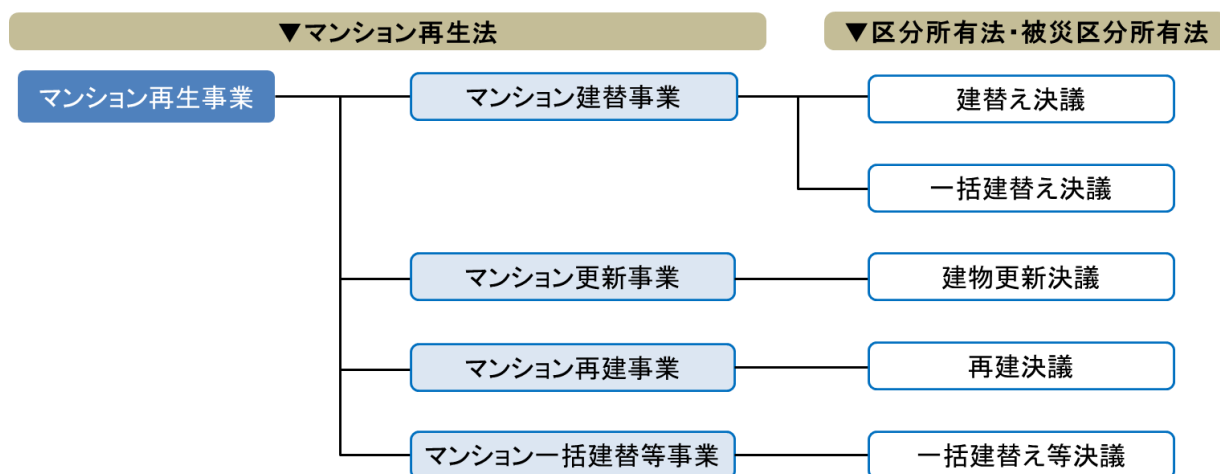 ▼マンション再生法
▼区分所有法・被災区分所有法
マンション再生事業
マンション建替事業
建替え決議
一括建替え決議
マンション更新事業
建物更新決議
マンション再建事業
再建決議
マンション一括建替等事業
一括建替え等決議